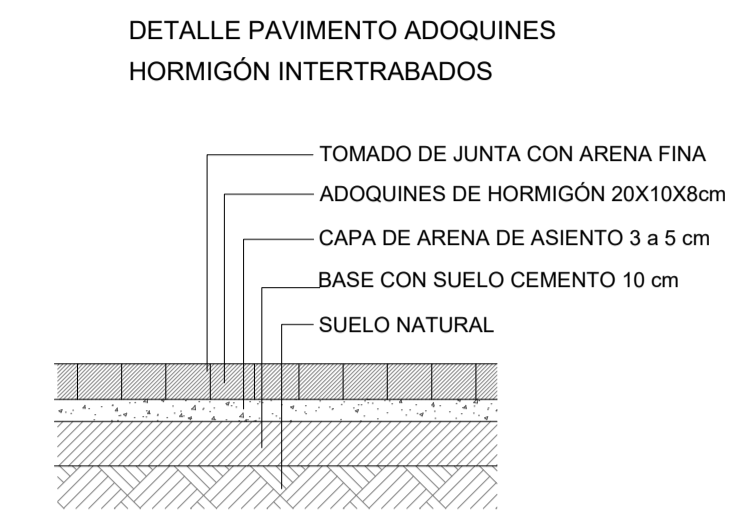 DETALLE PAVIMENTO ADOQUINES
HORMIGÓN INTERTRABADOS
TOMADO DE JUNTA CON ARENA FINA
ADOQUINES DE HORMIGÓN 20X10X8cm
CAPA DE ARENA DE ASIENTO 3 a 5 cm
BASE CON SUELO CEMENTO 10 cm
SUELO NATURAL